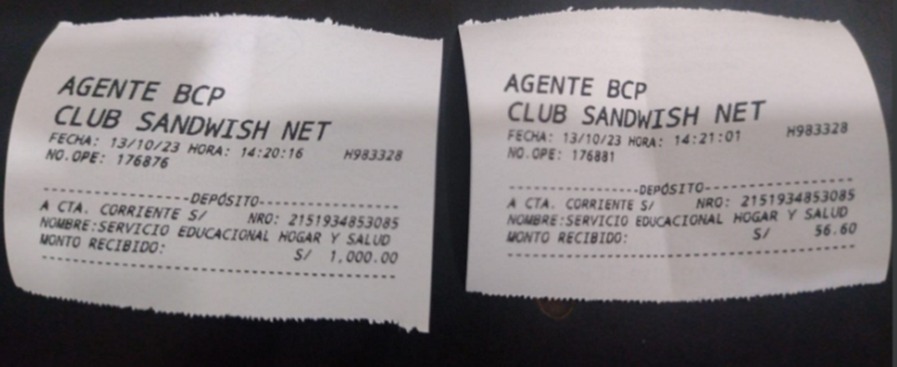 AGENTE BCP
CLUB SANDWISH NET
FECHA: 13/10/23 HORA: 14:20:16 H983328
NO.OPE: 176876
--------------------DEPÓSITO--------------------
A CTA. CORRIENTE S/ NRO: 2151934853085
NOMBRE:SERVICIO EDUCACIONAL HOGAR Y SALUD
MONTO RECIBIDO: S/ 1,000.00
AGENTE BCP
CLUB SANDWISH NET
FECHA: 13/10/23 HORA: 14:21:01 H983328
NO.OPE: 176881
--------------------DEPÓSITO--------------------
A CTA. CORRIENTE S/ NRO: 2151934853085
NOMBRE:SERVICIO EDUCACIONAL HOGAR Y SALUD
MONTO RECIBIDO: S/ 56.60